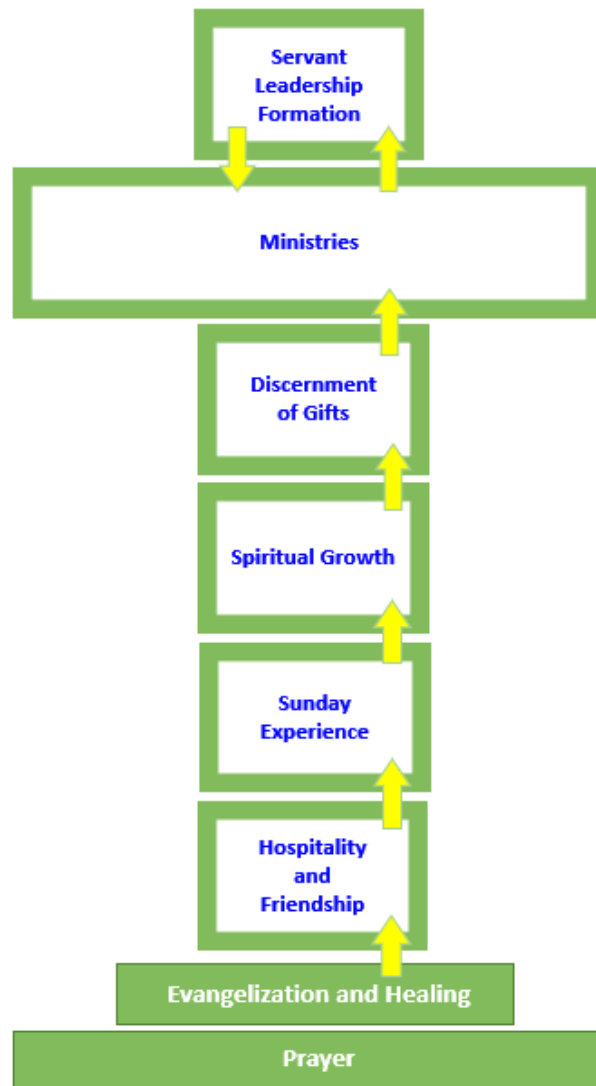 Servant
Leadership
Formation
Ministries
Discernment
of Gifts
Spiritual Growth
Sunday
Experience
Hospitality
and
Friendship
Evangelization and Healing
Prayer